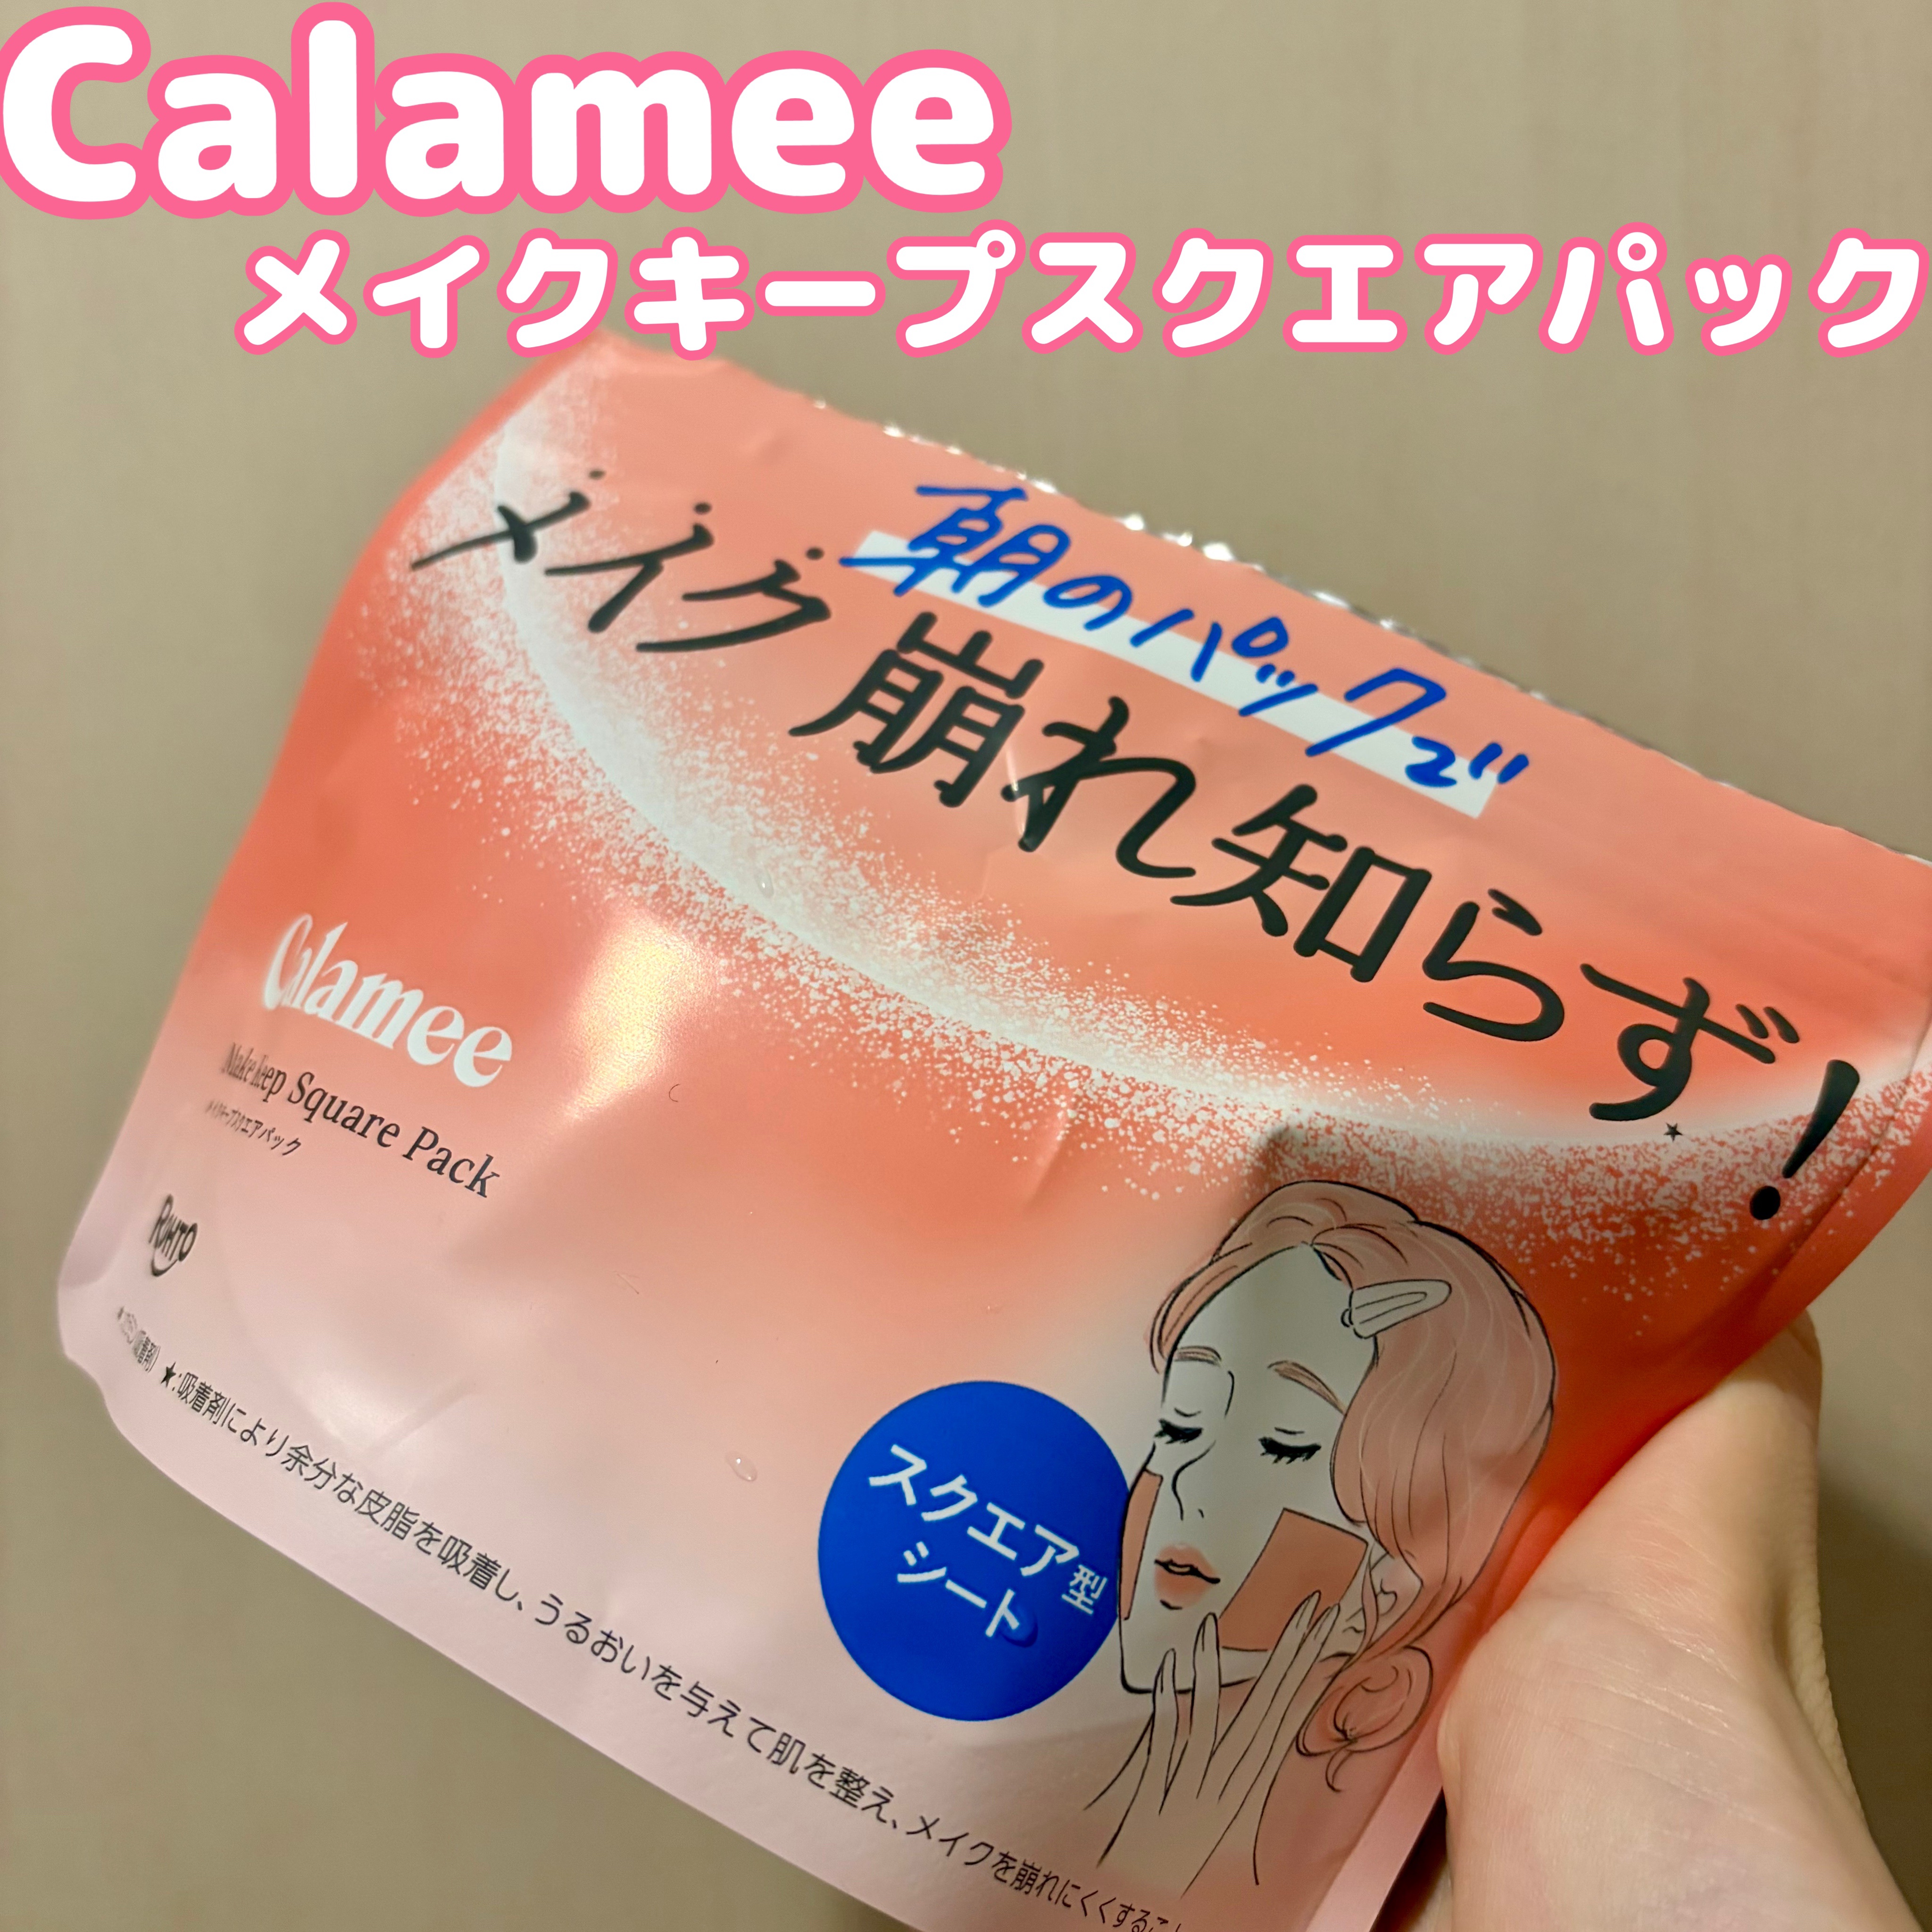 Calamee
メイクキープスクエアパック
朝のパックで
メイク崩れ知らず!
★
Calamee
Make Keep Square Pack
メイクキープスクエアパック
ROHTO
スクエア型
シート
★:吸着剤により余分な皮脂を吸着し、うるおいを与えて肌を整え、メイクを崩れにくくするこ